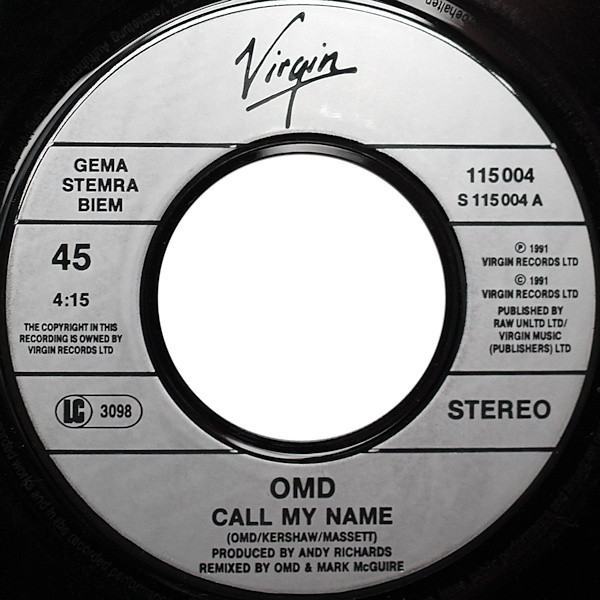 Virgin
GEMA
STEMRA
BIEM
115 004
S 115 004 A
45
4:15
THE COPYRIGHT IN THIS
RECORDING IS OWNED BY
VIRGIN RECORDS LTD
℗ 1991
VIRGIN RECORDS LTD
© 1991
VIRGIN RECORDS LTD
PUBLISHED BY
RAW UNLTD LTD/
VIRGIN MUSIC
(PUBLISHERS) LTD
LC 3098
STEREO
OMD
CALL MY NAME
(OMD/KERSHAW/MASSETT)
PRODUCED BY ANDY RICHARDS
REMIXED BY OMD & MARK McGUIRE